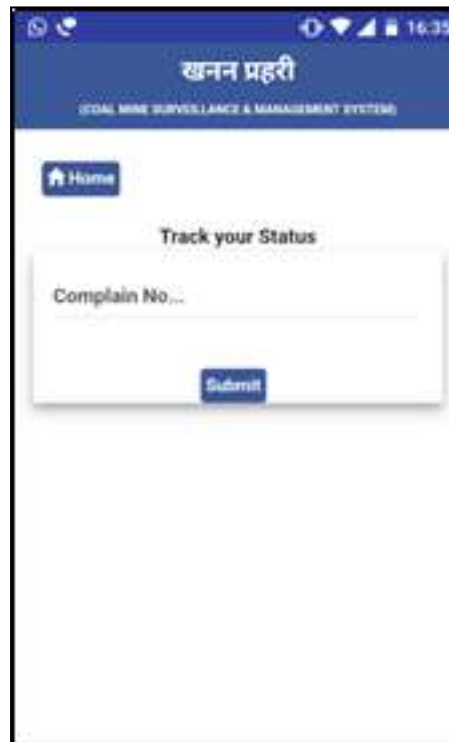 16:35
खनन प्रहरी
(COAL MINE SURVEILLANCE & MANAGEMENT SYSTEM)
Home
Track your Status
Complain No...
Submit